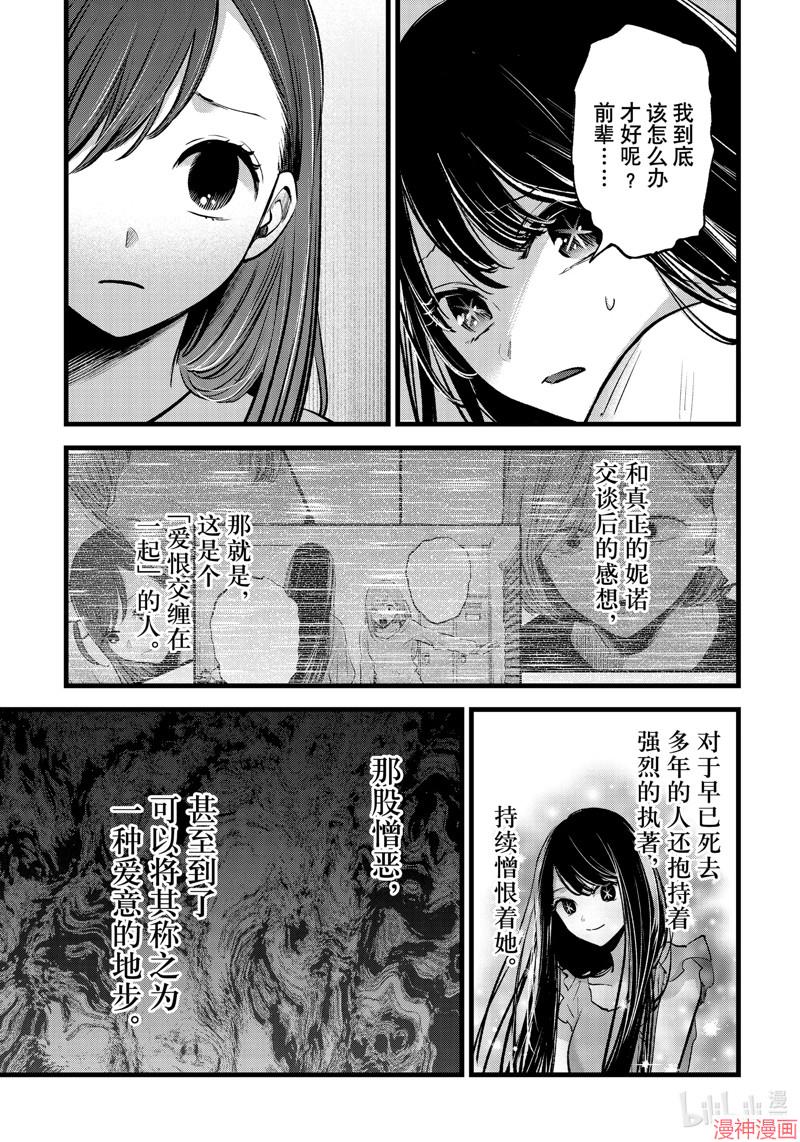 我到底
该怎么办
才好呢？
前辈……
和真正的妮诺
交谈后的感想，
那就是，
这是个
「爱恨交缠在
一起」的人。
对于早已死去
多年的人还抱持着
强烈的执著，
持续憎恨着她。
那股憎恶，
甚至到了
可以将其称之为
一种爱意的地步。
bilibili 漫
漫神漫画